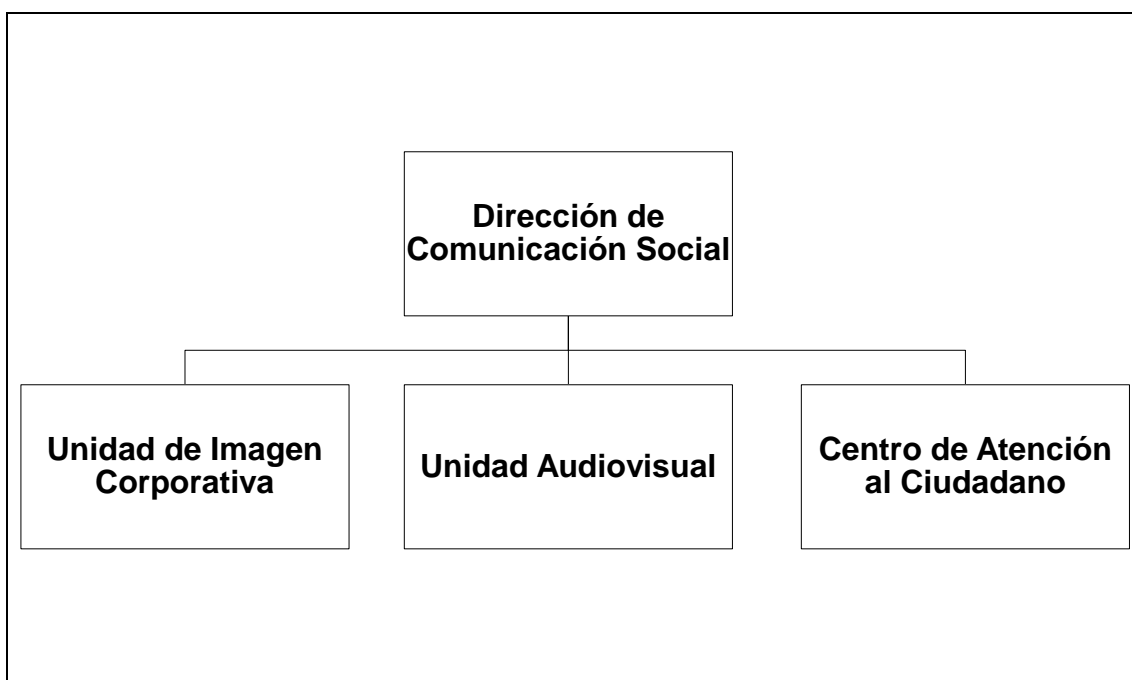 Dirección de
Comunicación Social
Unidad de Imagen
Corporativa
Unidad Audiovisual
Centro de Atención
al Ciudadano